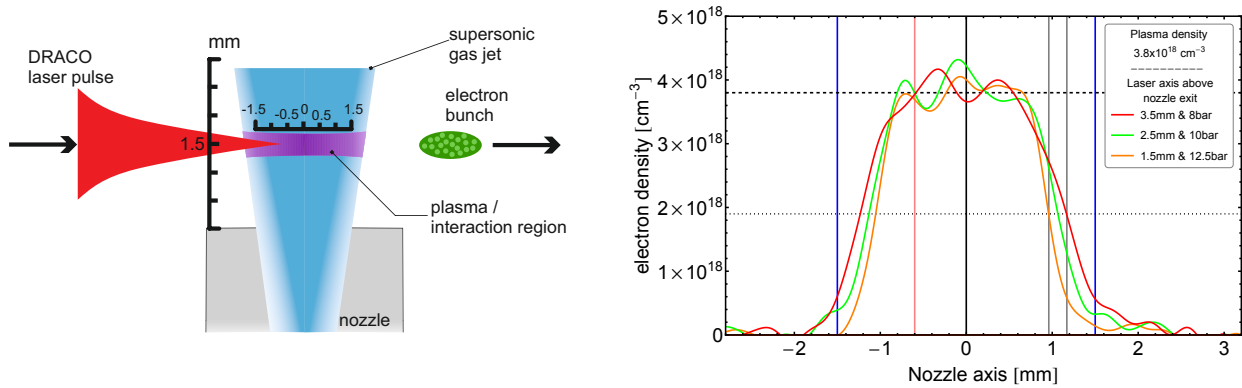 mm
DRACO
laser pulse
supersonic
gas jet
-1.5
-0.5
0
0.5
1.5
electron
bunch
1.5
plasma /
interaction region
nozzle
5×10¹⁸
4×10¹⁸
3×10¹⁸
2×10¹⁸
1×10¹⁸
0
electron density [cm⁻³]
−2
−1
0
1
2
3
Nozzle axis [mm]
Plasma density
3.8x10¹⁸ cm⁻³
Laser axis above
nozzle exit
3.5mm & 8bar
2.5mm & 10bar
1.5mm & 12.5bar